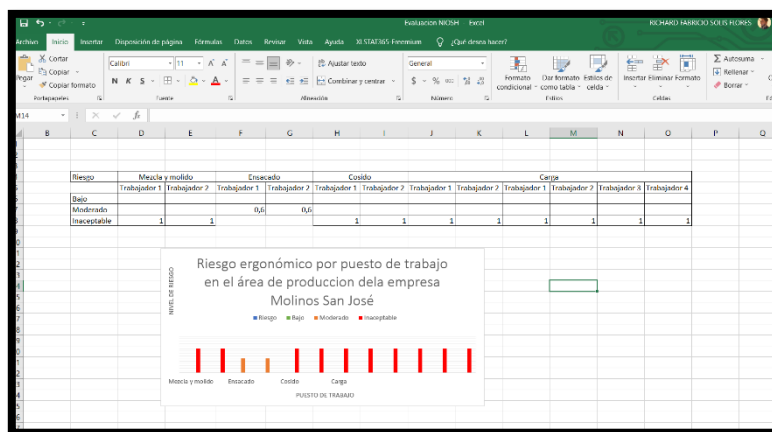 Evaluación NIOSH - Excel
RICHARD FABRICIO SOLIS FLORES
Archivo Inicio Insertar Disposición de página Fórmulas Datos Revisar Vista Ayuda XLSTAT365-Freemium ¿Qué desea hacer?
Pegar
Cortar
Copiar
Copiar formato
Portapapeles
Calibri 11
N K S
Fuente
Ajustar texto
Combinar y centrar
Alineación
General
$ % 000
Número
Formato condicional
Dar formato como tabla
Estilos de celda
Estilos
Insertar Eliminar Formato
Celdas
Autosuma
Rellenar
Borrar
M14
fx
B C D E F G H I J K L M N O P Q
Riesgo Mezcla y molido Ensacado Cosido Carga
Trabajador 1 Trabajador 2 Trabajador 1 Trabajador 2 Trabajador 1 Trabajador 2 Trabajador 1 Trabajador 2 Trabajador 1 Trabajador 2 Trabajador 3 Trabajador 4
Bajo
Moderado 0,6 0,6
Inaceptable 1 1 1 1 1 1 1 1 1 1
Riesgo ergonómico por puesto de trabajo
en el área de produccion dela empresa
Molinos San José
NIVEL DE RIESGO
Riesgo Bajo Moderado Inaceptable
Mezcla y molido Ensacado Cosido Carga
PUESTO DE TRABAJO